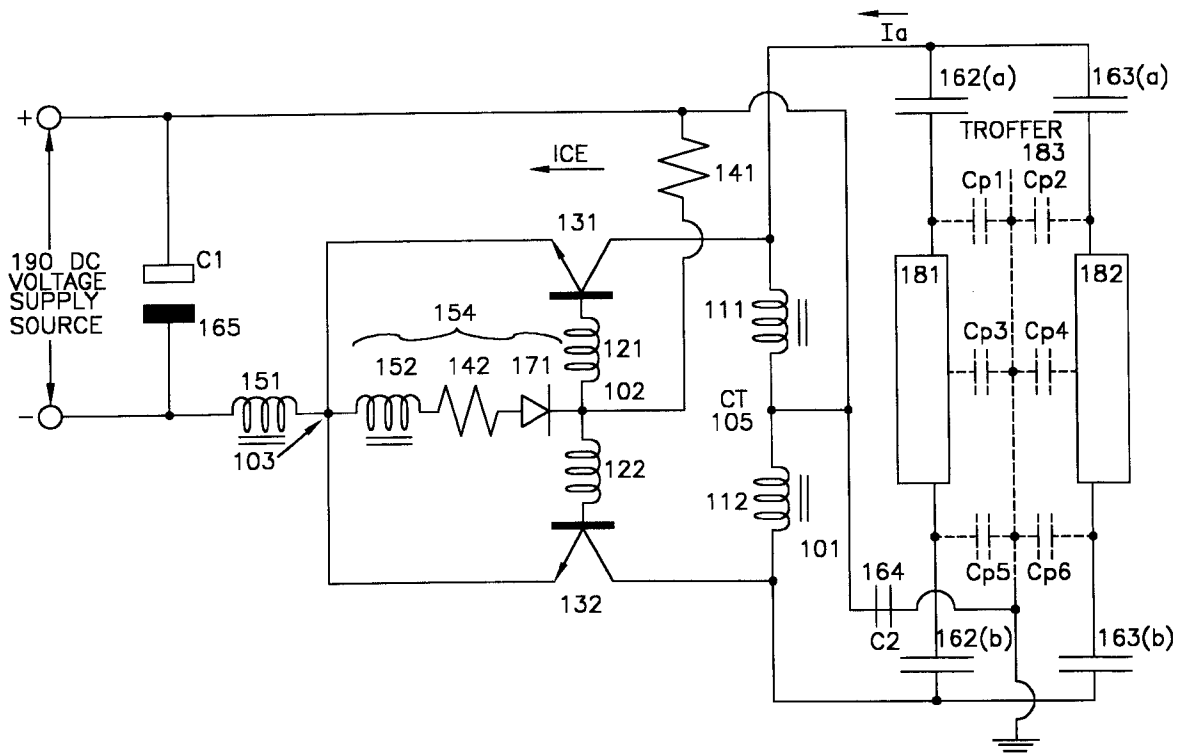 Ia
162(a)
163(a)
+
TROFFER
183
ICE
141
Cp1
Cp2
131
190 DC
VOLTAGE
SUPPLY
SOURCE
C1
181
182
165
154
111
121
Cp3
Cp4
151
152
142
171
102
CT
105
-
103
122
112
101
164
Cp5
Cp6
132
C2
162(b)
163(b)